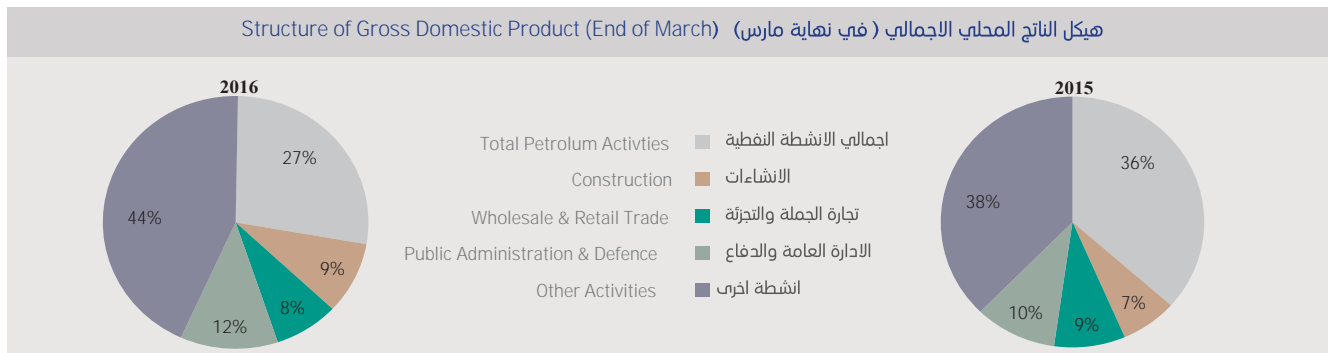 Structure of Gross Domestic Product (End of March) هيكل الناتج المحلي الاجمالي ( في نهاية مارس)
2016
27%
9%
8%
12%
44%
Total Petrolum Activties اجمالي الانشطة النفطية
Construction الانشاءات
Wholesale & Retail Trade تجارة الجملة والتجزئة
Public Administration & Defence الادارة العامة والدفاع
Other Activities انشطة اخرى
2015
36%
7%
9%
10%
38%